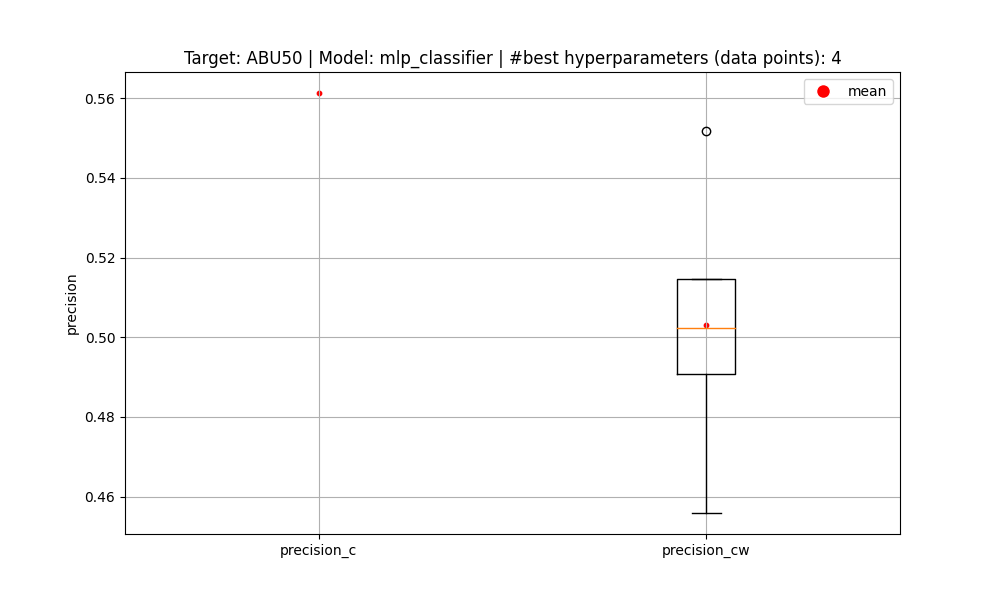 Target: ABU50 | Model: mlp_classifier | #best hyperparameters (data points): 4
mean
0.56
0.54
0.52
0.50
0.48
0.46
precision
precision_c
precision_cw